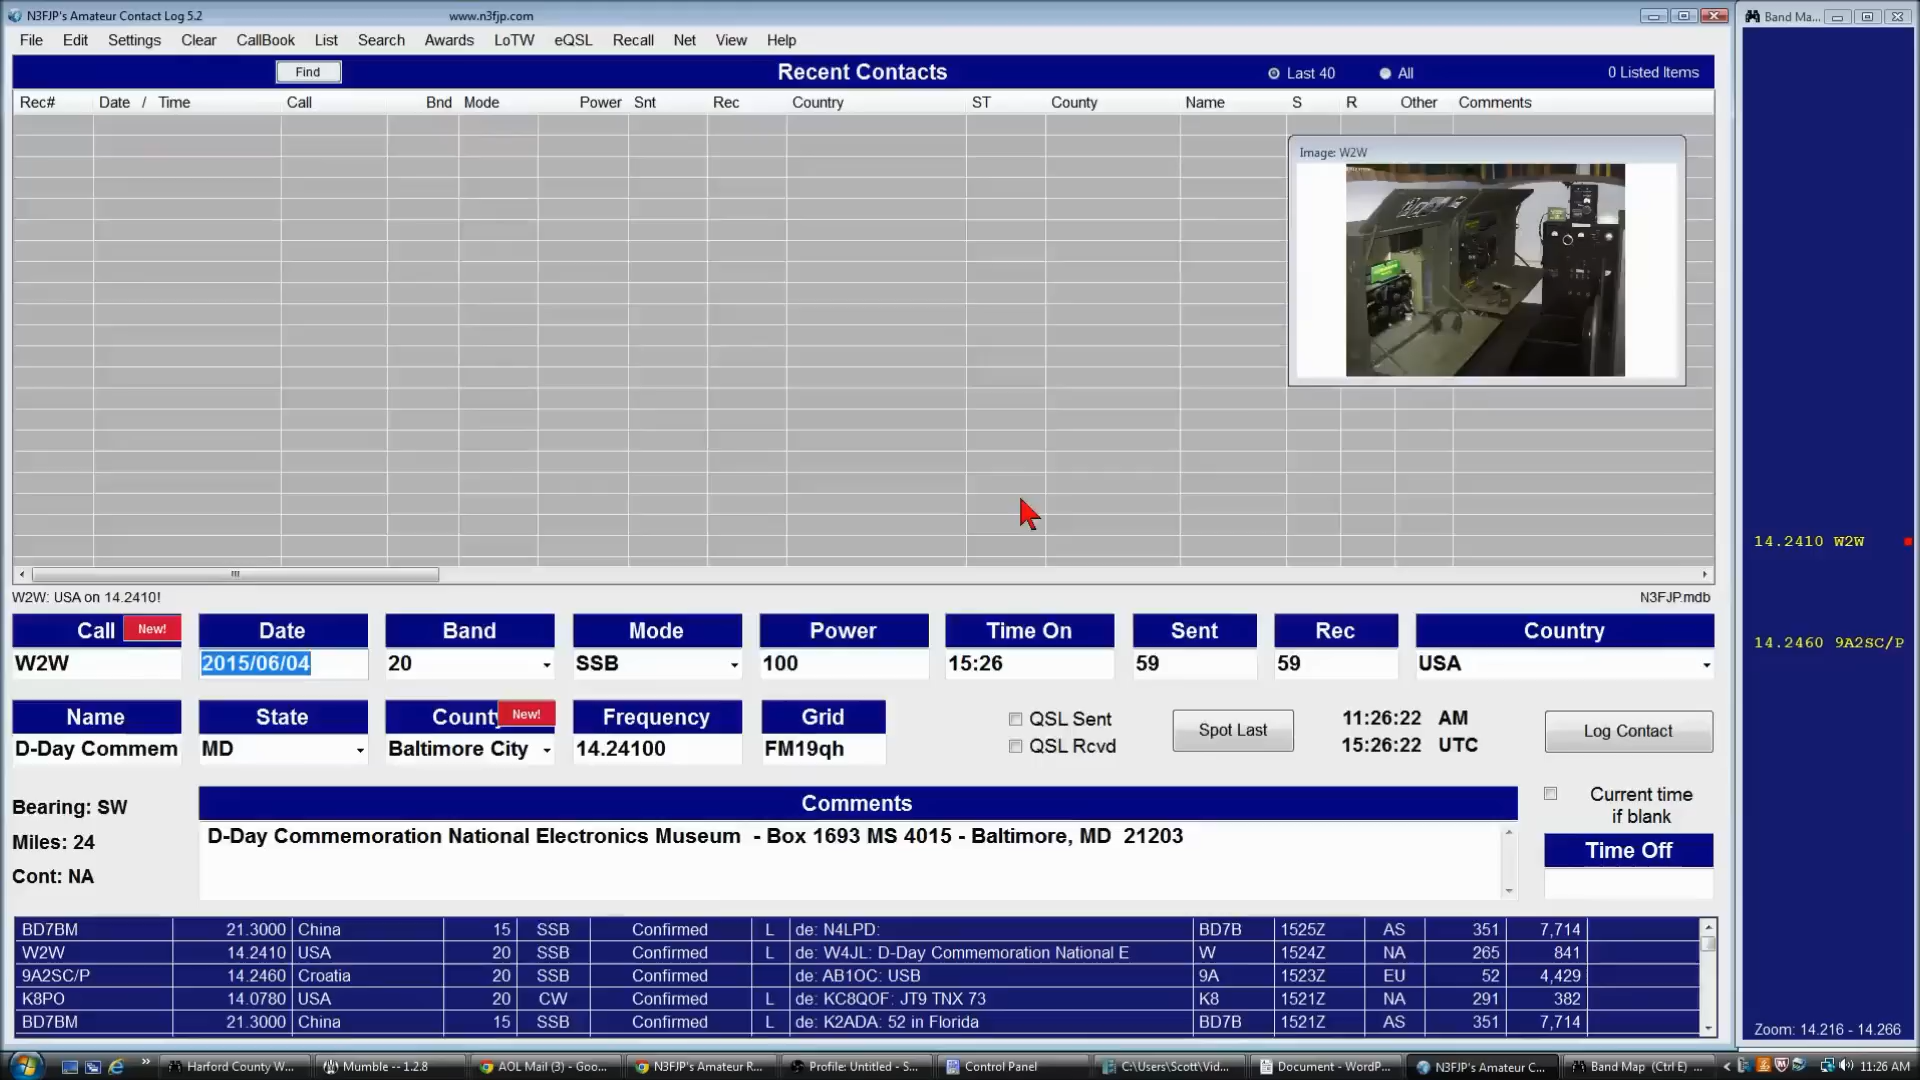 N3FJP's Amateur Contact Log 5.2 www.n3fjp.com
File Edit Settings Clear CallBook List Search Awards LoTW eQSL Recall Net View Help
Find Recent Contacts Last 40 All 0 Listed Items
Rec# Date / Time Call Bnd Mode Power Snt Rec Country ST County Name S R Other Comments
Image: W2W
W2W: USA on 14.2410! N3FJP.mdb
Call New! Date Band Mode Power Time On Sent Rec Country
W2W 2015/06/04 20 SSB 100 15:26 59 59 USA
Name State County New! Frequency Grid
D-Day Commem MD Baltimore City 14.24100 FM19qh
QSL Sent
QSL Rcvd
Spot Last
11:26:22 AM
15:26:22 UTC
Log Contact
Bearing: SW
Miles: 24
Cont: NA
Comments
D-Day Commemoration National Electronics Museum - Box 1693 MS 4015 - Baltimore, MD 21203
Current time
if blank
Time Off
BD7BM 21.3000 China 15 SSB Confirmed L de: N4LPD: BD7B 1525Z AS 351 7,714
W2W 14.2410 USA 20 SSB Confirmed de: W4JL: D-Day Commemoration National E W 1524Z NA 265 841
9A2SC/P 14.2460 Croatia 20 SSB Confirmed de: AB1OC: USB 9A 1523Z EU 52 4,429
K8PO 14.0780 USA 20 CW Confirmed L de: KC8QOF: JT9 TNX 73 K8 1521Z NA 291 382
BD7BM 21.3000 China 15 SSB Confirmed L de: K2ADA: 52 in Florida BD7B 1521Z AS 351 7,714
Band Ma...
14.2410 W2W
14.2460 9A2SC/P
Zoom: 14.216 - 14.266
Harford County W... Mumble -- 1.2.8 AOL Mail (3) - Goo... N3FJP's Amateur R... Profile: Untitled - S... Control Panel C:\Users\Scott\Vid... Document - WordP... N3FJP's Amateur C... Band Map (Ctrl E) ... 11:26 AM